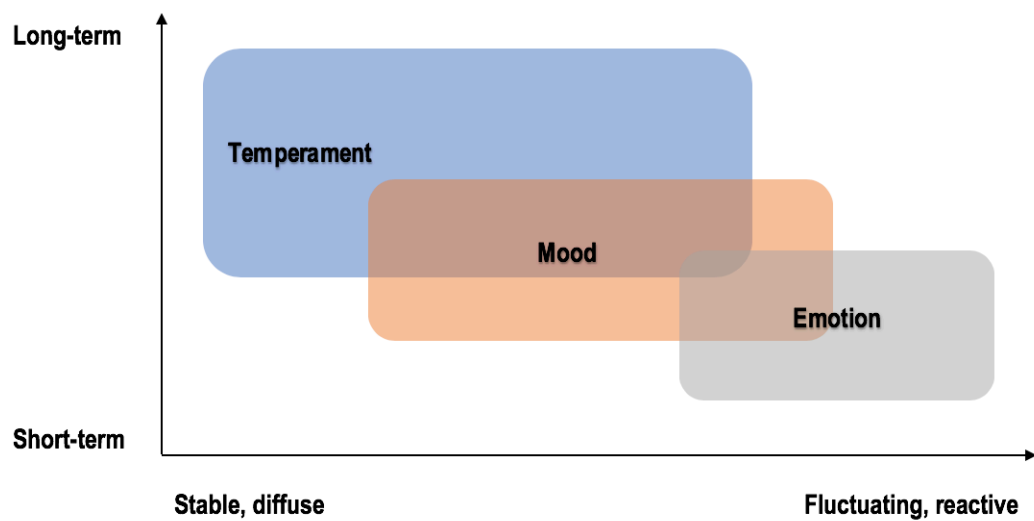 Long-term
Temperament
Mood
Emotion
Short-term
Stable, diffuse
Fluctuating, reactive